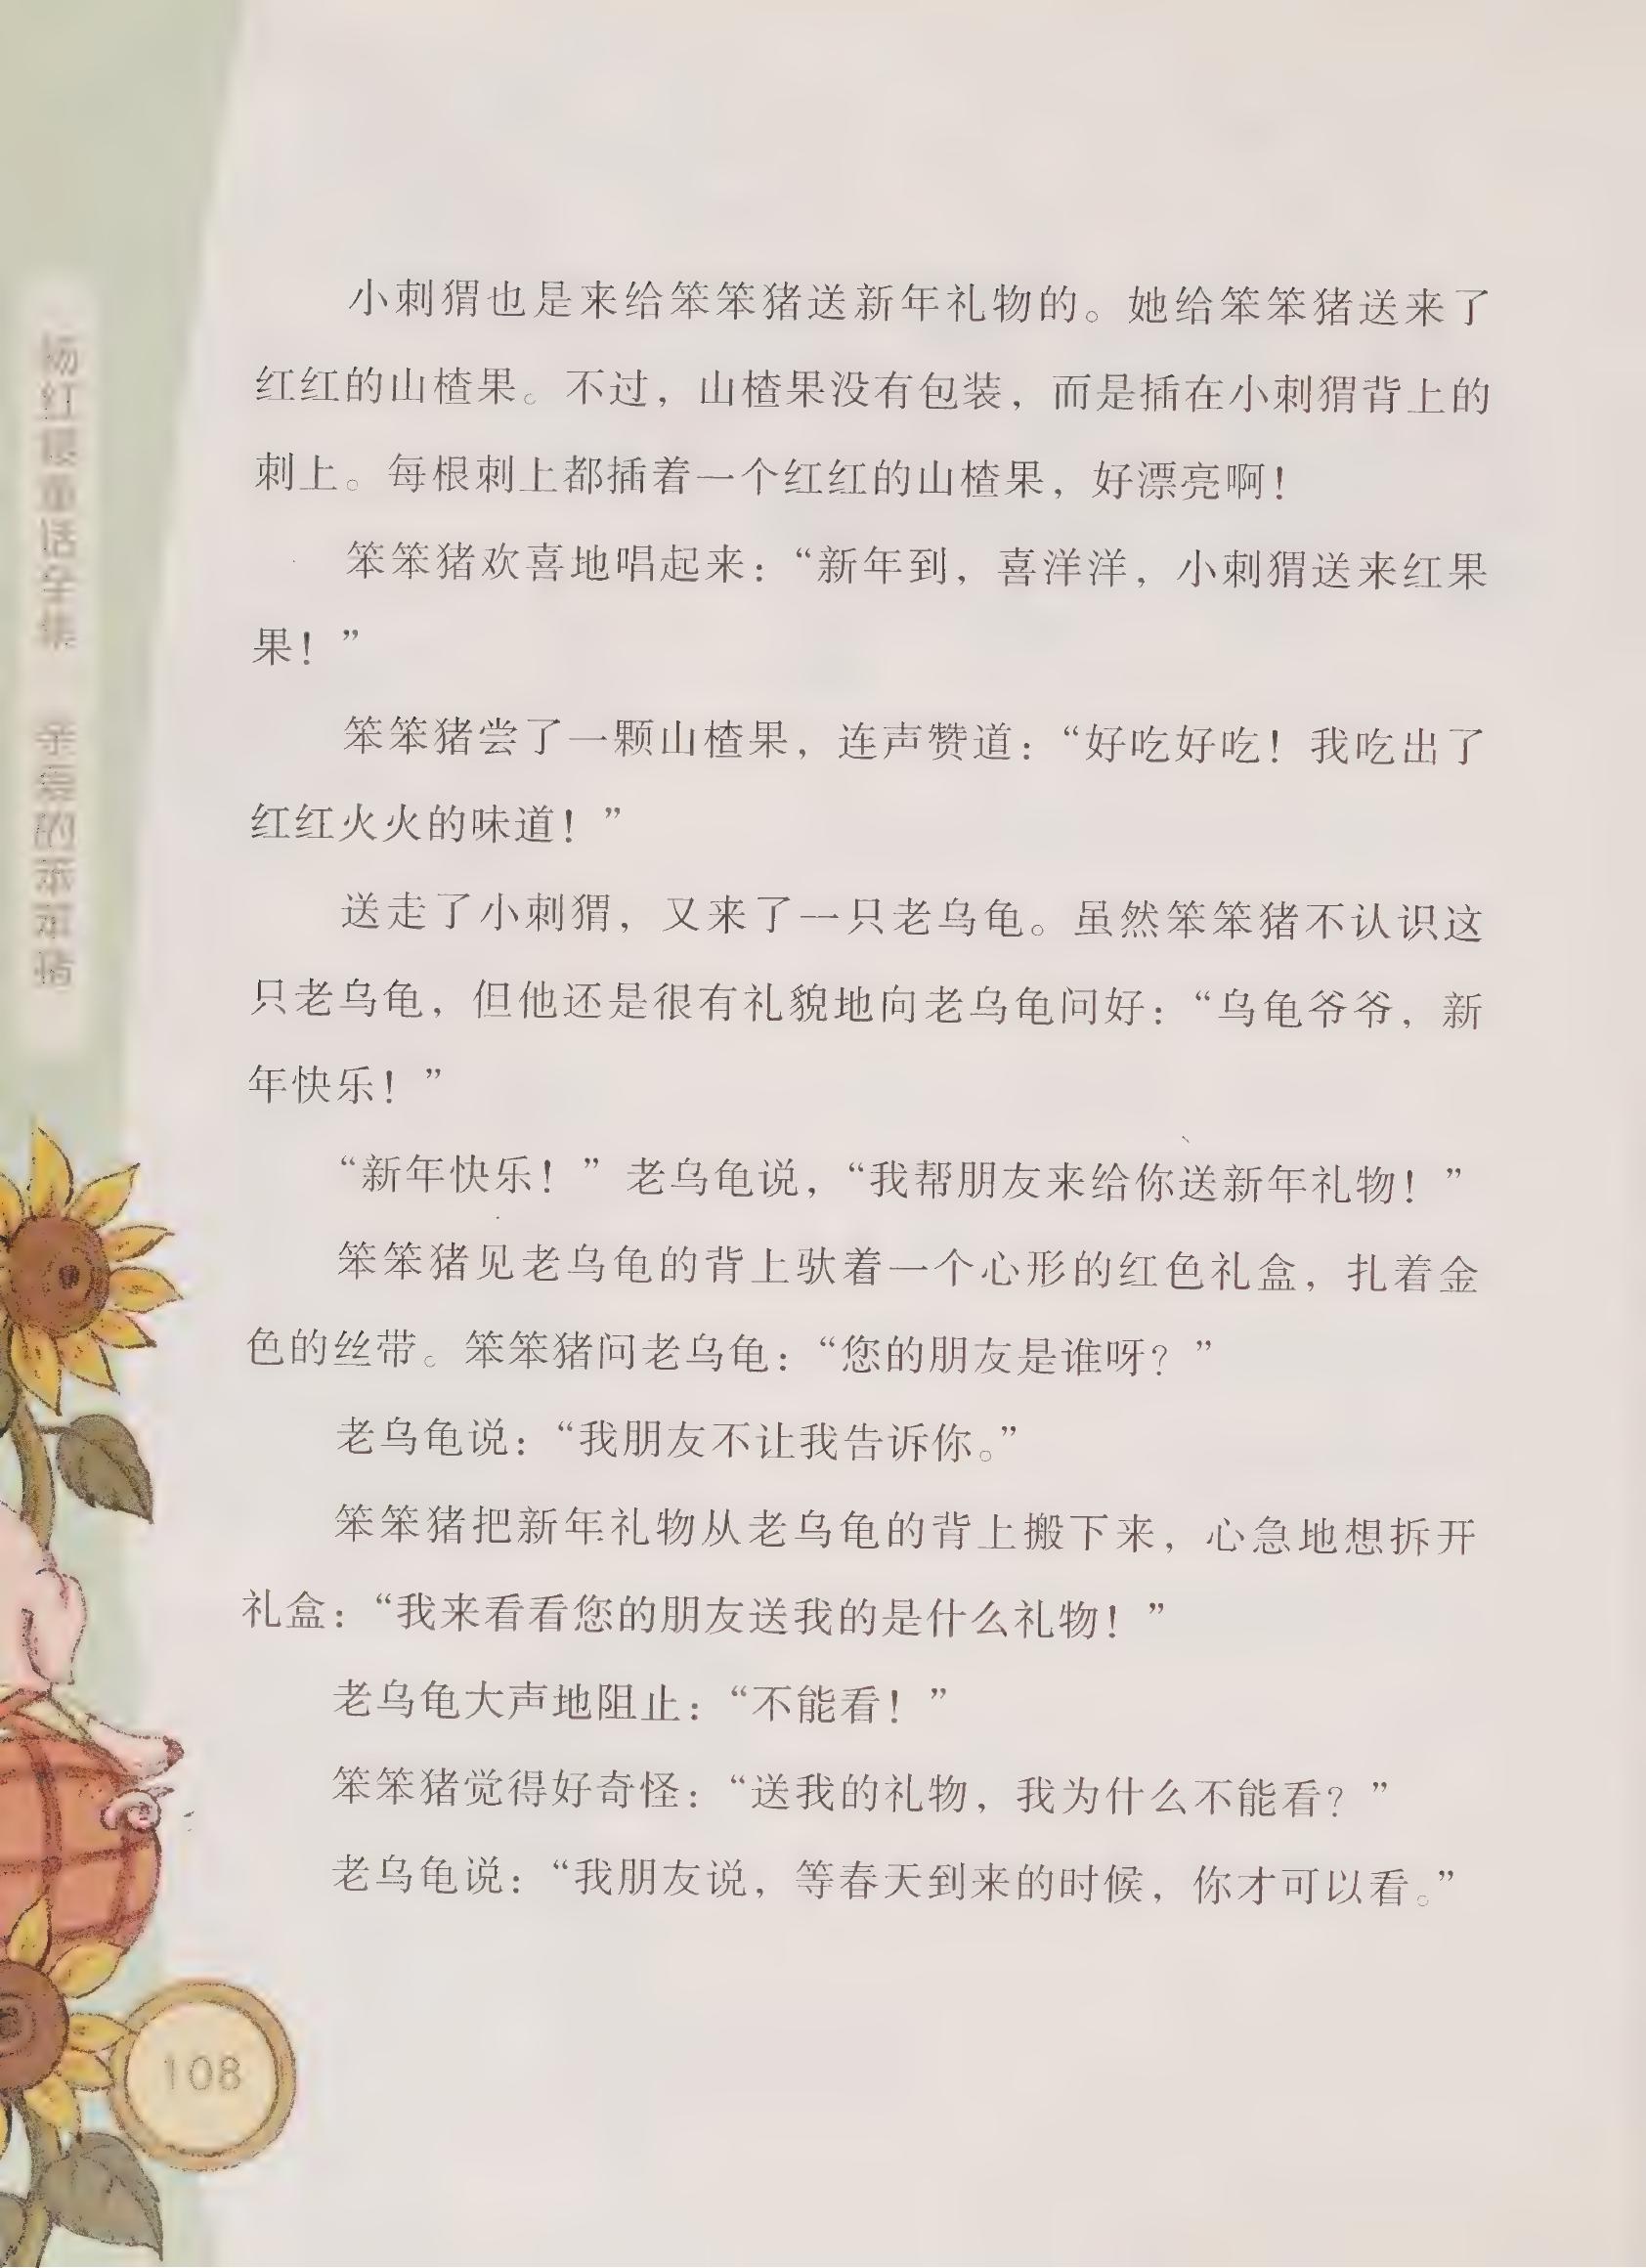 杨红樱童话全集 亲爱的笨笨猪
小刺猬也是来给笨笨猪送新年礼物的。她给笨笨猪送来了
红红的山楂果。不过，山楂果没有包装，而是插在小刺猬背上的
刺上。每根刺上都插着一个红红的山楂果，好漂亮啊！
笨笨猪欢喜地唱起来：“新年到，喜洋洋，小刺猬送来红果
果！”
笨笨猪尝了一颗山楂果，连声赞道：“好吃好吃！我吃出了
红红火火的味道！”
送走了小刺猬，又来了一只老乌龟。虽然笨笨猪不认识这
只老乌龟，但他还是很有礼貌地向老乌龟问好：“乌龟爷爷，新
年快乐！”
“新年快乐！”老乌龟说，“我帮朋友来给你送新年礼物！”
笨笨猪见老乌龟的背上驮着一个心形的红色礼盒，扎着金
色的丝带。笨笨猪问老乌龟：“您的朋友是谁呀？”
老乌龟说：“我朋友不让我告诉你。”
笨笨猪把新年礼物从老乌龟的背上搬下来，心急地想拆开
礼盒：“我来看看您的朋友送我的是什么礼物！”
老乌龟大声地阻止：“不能看！”
笨笨猪觉得好奇怪：“送我的礼物，我为什么不能看？”
老乌龟说：“我朋友说，等春天到来的时候，你才可以看。”
108